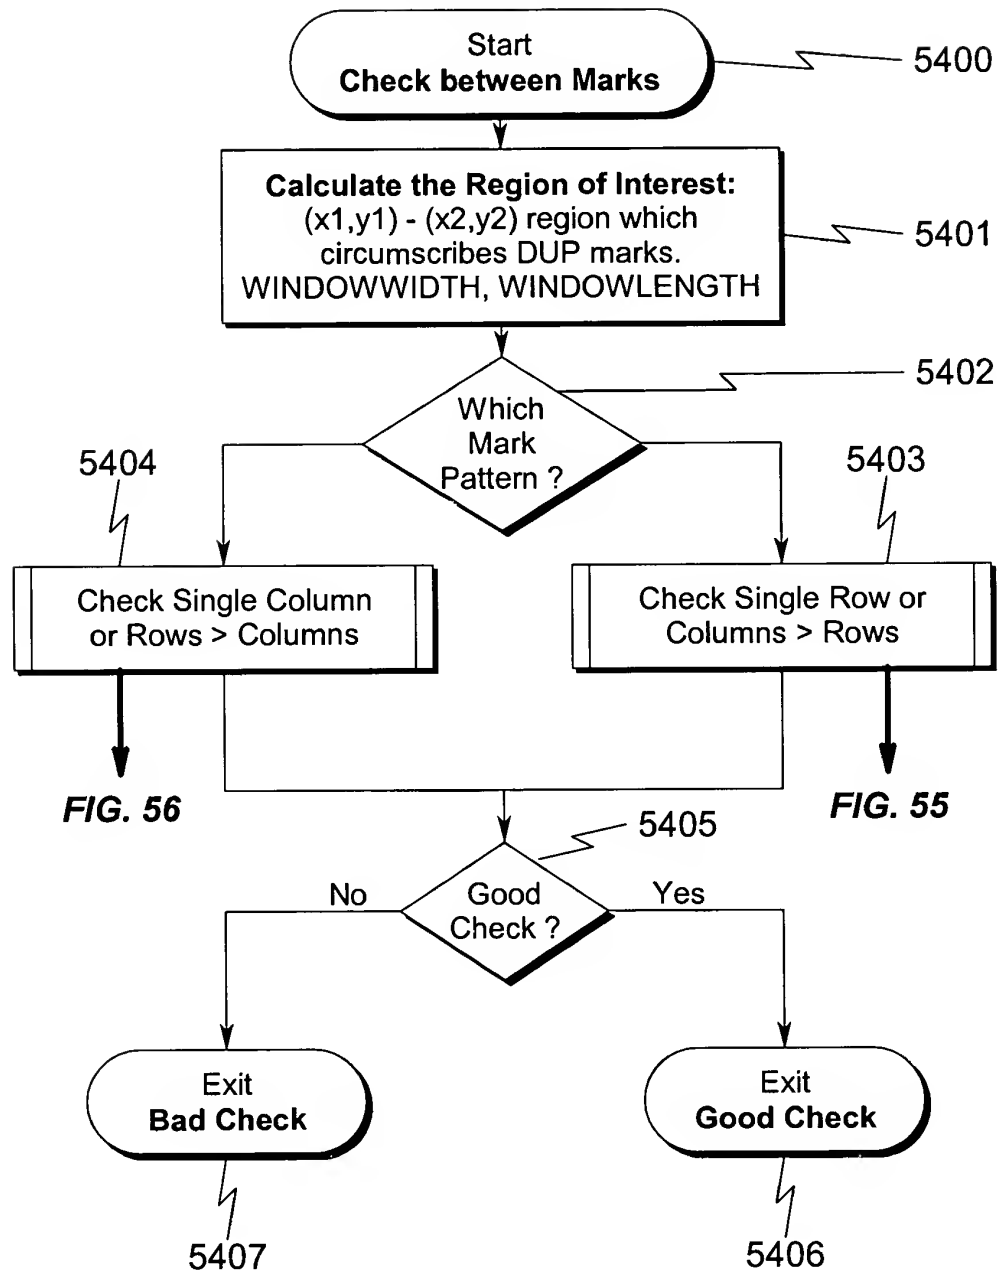 Start
Check between Marks
5400
Calculate the Region of Interest:
(x1,y1) - (x2,y2) region which
circumscribes DUP marks.
WINDOWWIDTH, WINDOWLENGTH
5401
5402
Which
Mark
Pattern ?
5404
5403
Check Single Column
or Rows > Columns
Check Single Row or
Columns > Rows
FIG. 56
FIG. 55
5405
Good
Check ?
No
Yes
Exit
Bad Check
Exit
Good Check
5407
5406